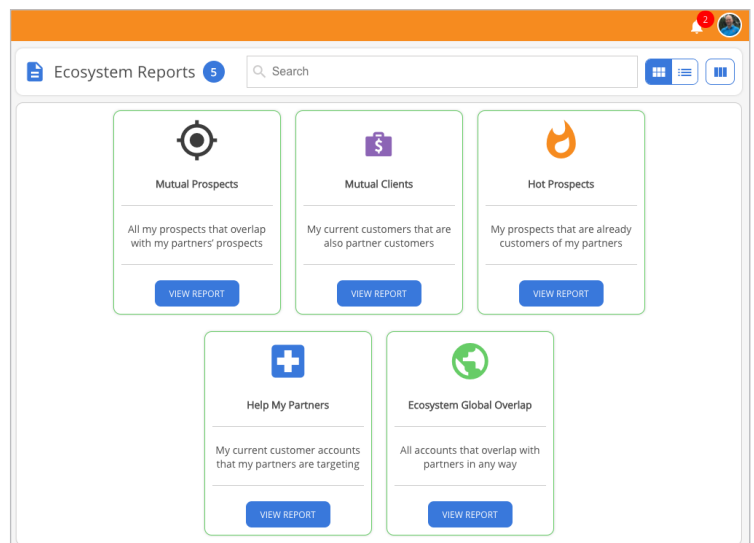 2
Ecosystem Reports 5
Search
Mutual Prospects
All my prospects that overlap
with my partners' prospects
VIEW REPORT
$
Mutual Clients
My current customers that are
also partner customers
VIEW REPORT
Hot Prospects
My prospects that are already
customers of my partners
VIEW REPORT
Help My Partners
My current customer accounts
that my partners are targeting
VIEW REPORT
Ecosystem Global Overlap
All accounts that overlap with
partners in any way
VIEW REPORT